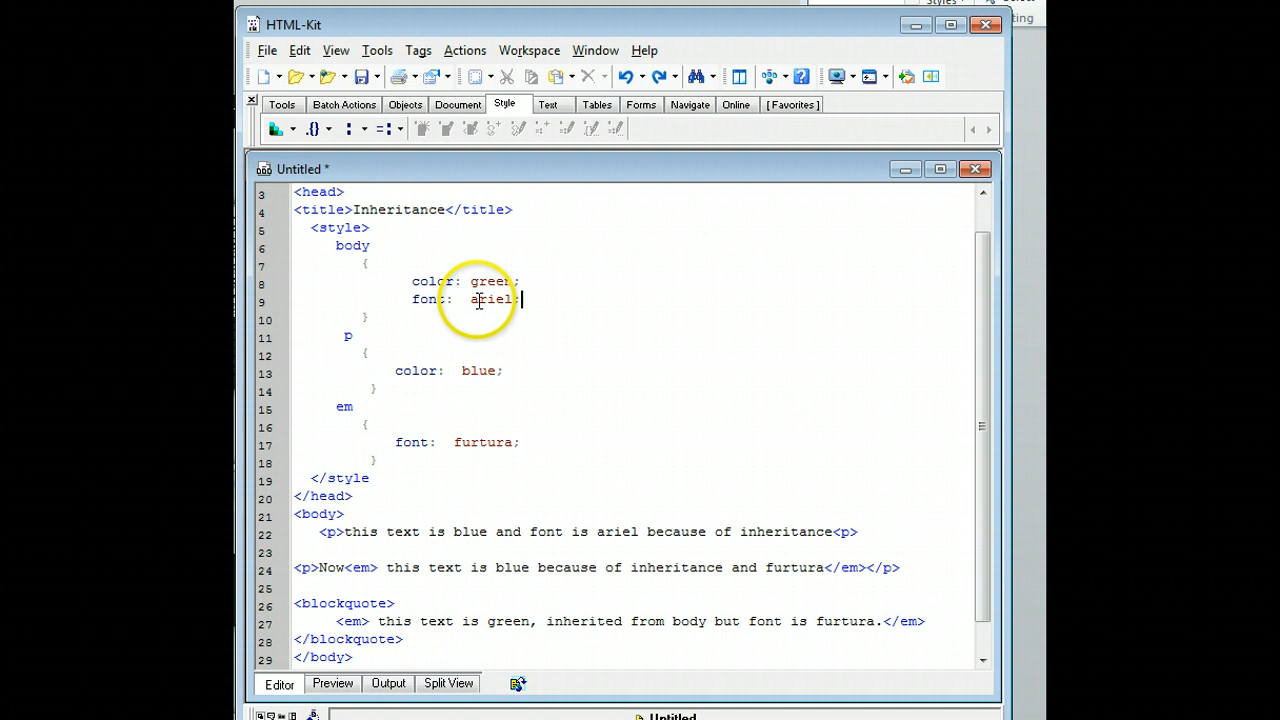 Styles
Select
ting
HTML-Kit
File Edit View Tools Tags Actions Workspace Window Help
Tools Batch Actions Objects Document Style Text Tables Forms Navigate Online [ Favorites ]
Untitled *
3 <head>
4 <title>Inheritance</title>
5 <style>
6 body
7 {
8 color: green;
9 font: ariel;
10 }
11 p
12 {
13 color: blue;
14 }
15 em
16 {
17 font: furtura;
18 }
19 </style
20 </head>
21 <body>
22 <p>this text is blue and font is ariel because of inheritance<p>
23
24 <p>Now<em> this text is blue because of inheritance and furtura</em></p>
25
26 <blockquote>
27 <em> this text is green, inherited from body but font is furtura.</em>
28 </blockquote>
29 </body>
Editor Preview Output Split View
Untitled